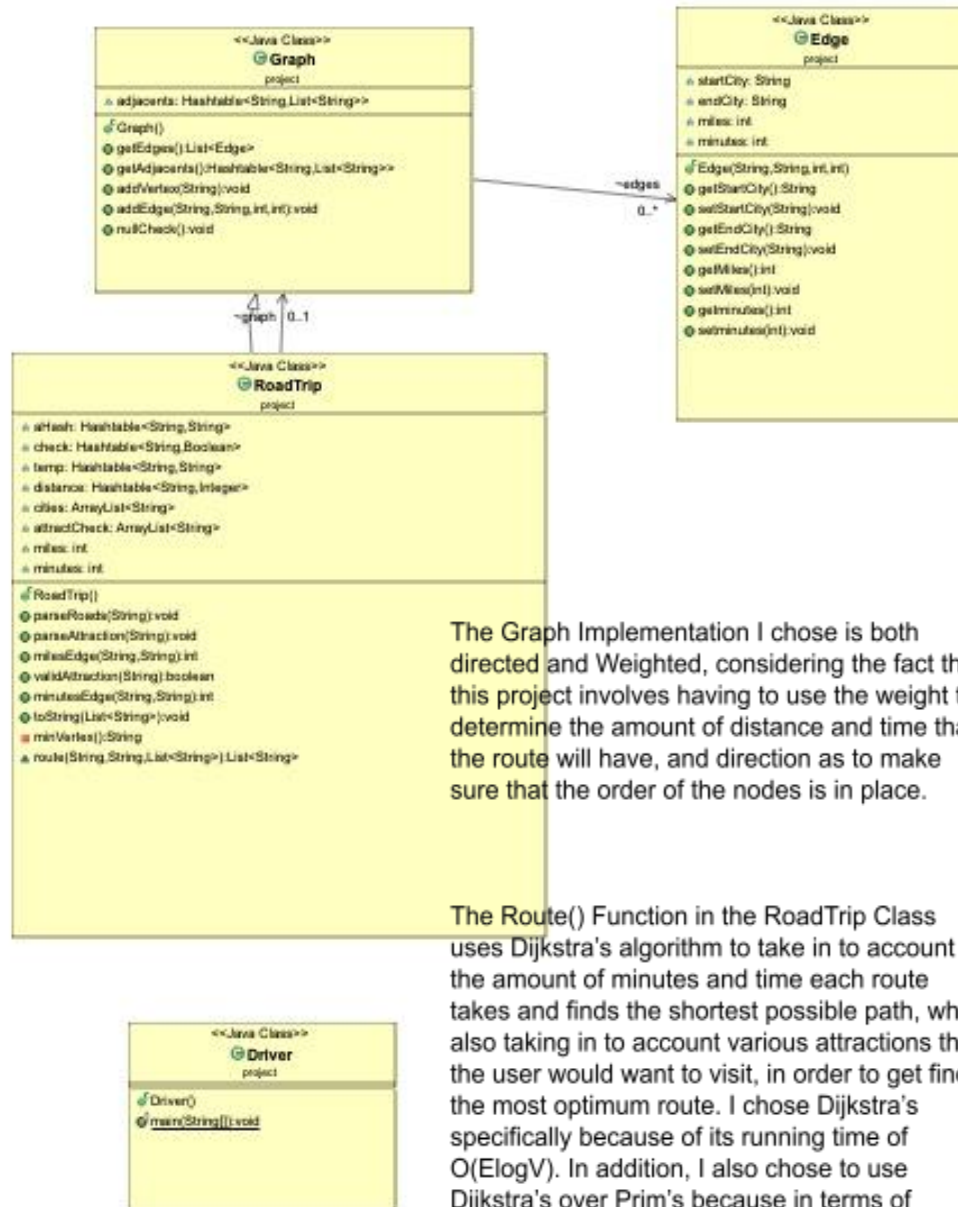 <<Java Class>>
Graph
project
adjacents: Hashtable<String,List<String>>
Graph()
getEdges():List<Edge>
getAdjacents():Hashtable<String,List<String>>
addVertex(String):void
addEdge(String,String,int,int):void
nullCheck():void
<<Java Class>>
Edge
project
startCity: String
endCity: String
miles: int
minutes: int
Edge(String,String,int,int)
getStartCity():String
setStartCity(String):void
getEndCity():String
setEndCity(String):void
getMiles():int
setMiles(int):void
getminutes():int
setminutes(int):void
~edges
0..*
~graph 0..1
<<Java Class>>
RoadTrip
project
aHash: Hashtable<String,String>
check: Hashtable<String,Boolean>
temp: Hashtable<String,String>
distance: Hashtable<String,Integer>
cities: ArrayList<String>
attractCheck: ArrayList<String>
miles: int
minutes: int
RoadTrip()
parseRoads(String):void
parseAttraction(String):void
milesEdge(String,String):int
validAttraction(String):boolean
minutesEdge(String,String):int
toString(List<String>):void
minVertex():String
route(String,String,List<String>):List<String>
The Graph Implementation I chose is both
directed and Weighted, considering the fact th
this project involves having to use the weight t
determine the amount of distance and time tha
the route will have, and direction as to make
sure that the order of the nodes is in place.
The Route() Function in the RoadTrip Class
uses Dijkstra's algorithm to take in to account
the amount of minutes and time each route
takes and finds the shortest possible path, wh
also taking in to account various attractions th
the user would want to visit, in order to get find
the most optimum route. I chose Dijkstra's
specifically because of its running time of
O(ElogV). In addition, I also chose to use
Dijkstra's over Prim's because in terms of
<<Java Class>>
Driver
project
Driver()
main(String[]):void